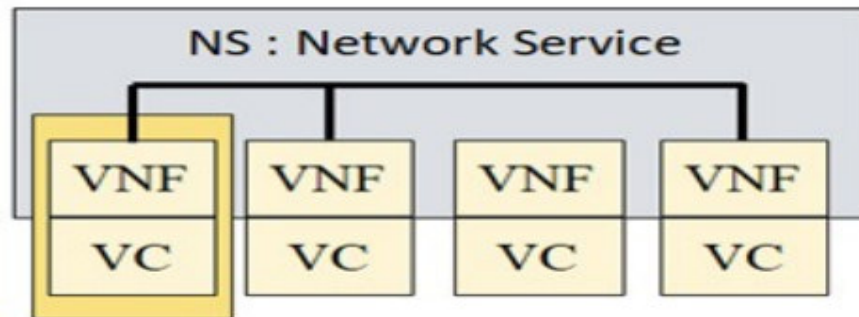 NS : Network Service
VNF VNF VNF VNF
VC VC VC VC